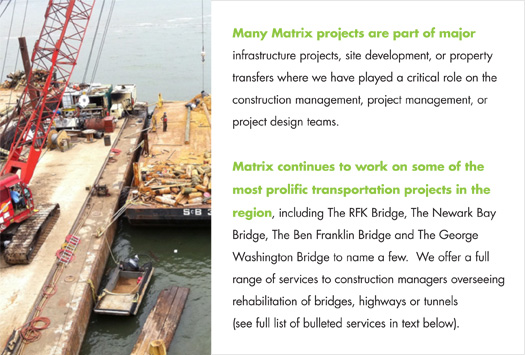 Many Matrix projects are part of major
infrastructure projects, site development, or property
transfers where we have played a critical role on the
construction management, project management, or
project design teams.
Matrix continues to work on some of the
most prolific transportation projects in the
region, including The RFK Bridge, The Newark Bay
Bridge, The Ben Franklin Bridge and The George
Washington Bridge to name a few. We offer a full
range of services to construction managers overseeing
rehabilitation of bridges, highways or tunnels
(see full list of bulleted services in text below).
S&B 3